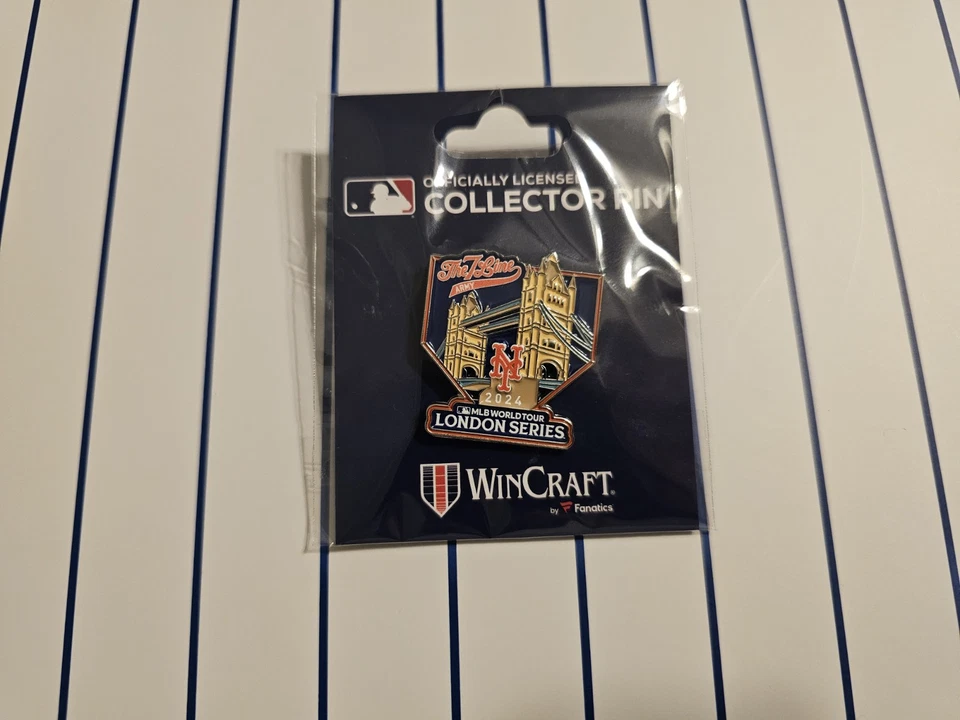 OFFICIALLY LICENSED
COLLECTOR PIN
The 7 Line
ARMY
NY
2024
MLB WORLD TOUR
LONDON SERIES
WINCRAFT®
by Fanatics